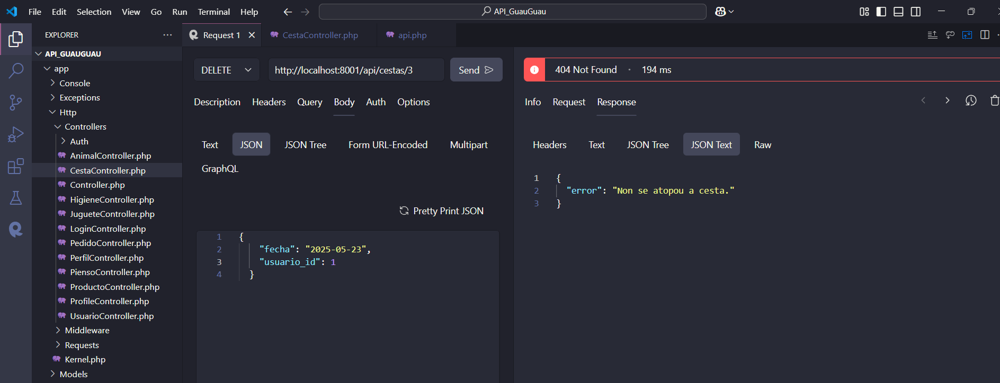 File Edit Selection View Go Run Terminal Help
API_GuauGuau
EXPLORER
API_GUAUGUAU
app
Console
Exceptions
Http
Controllers
Auth
AnimalController.php
CestaController.php
Controller.php
HigieneController.php
JugueteController.php
LoginController.php
PedidoController.php
PerfilController.php
PiensoController.php
ProductoController.php
ProfileController.php
UsuarioController.php
Middleware
Requests
Kernel.php
Models
Request 1
CestaController.php
api.php
DELETE
http://localhost:8001/api/cestas/3
Send
Description Headers Query Body Auth Options
Text JSON JSON Tree Form URL-Encoded Multipart
GraphQL
Pretty Print JSON
1 {
2 "fecha": "2025-05-23",
3 "usuario_id": 1
4 }
404 Not Found · 194 ms
Info Request Response
Headers Text JSON Tree JSON Text Raw
1 {
2 "error": "Non se atopou a cesta."
3 }